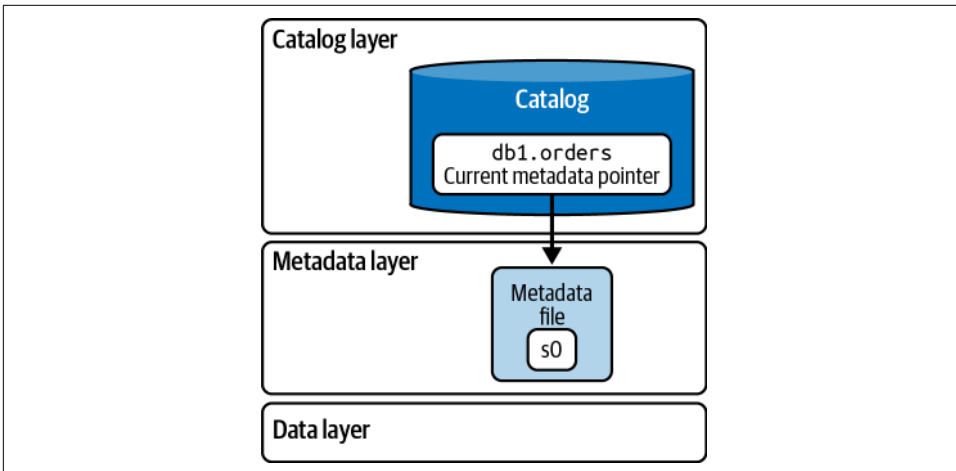 Catalog layer
Catalog
db1.orders
Current metadata pointer
Metadata layer
Metadata
file
s0
Data layer